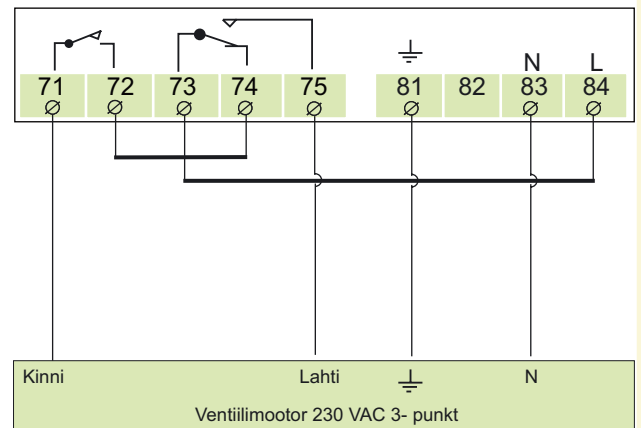 N L
71 72 73 74 75 81 82 83 84
Kinni Lahti N
Ventiilimootor 230 VAC 3- punkt